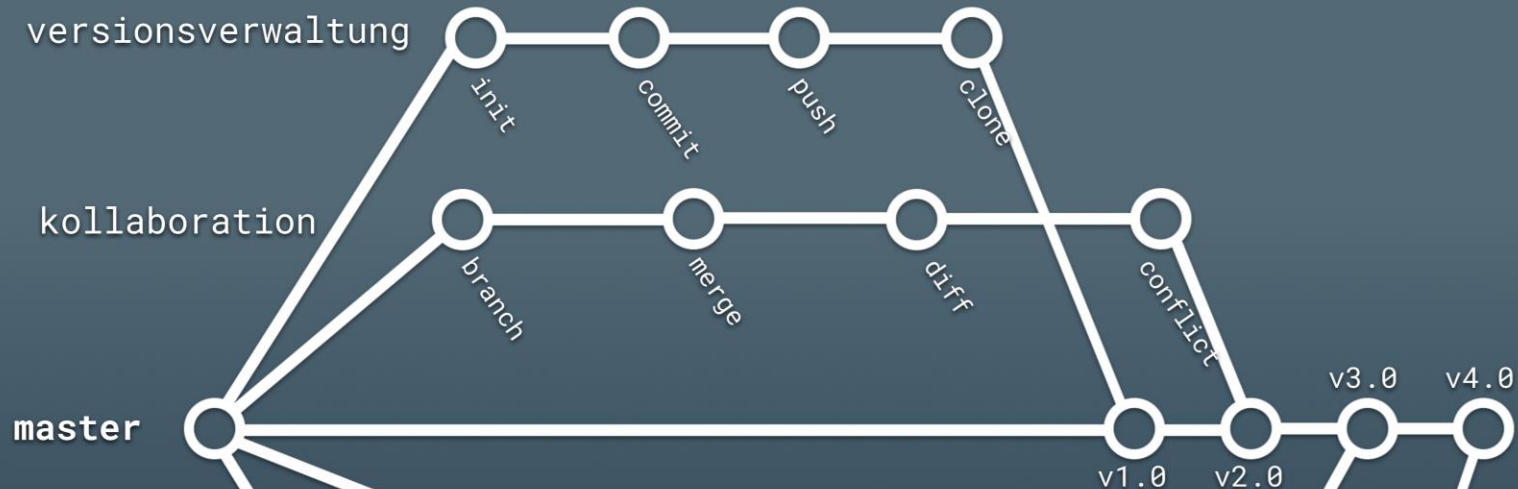 versionsverwaltung
init
commit
push
clone
kollaboration
branch
merge
diff
conflict
master
v1.0
v2.0
v3.0
v4.0